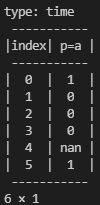 type: time
-----------
|index| p=a |
-----------
|  0  |  1  |
|  1  |  0  |
|  2  |  0  |
|  3  |  0  |
|  4  | nan |
|  5  |  1  |
-----------
6 × 1